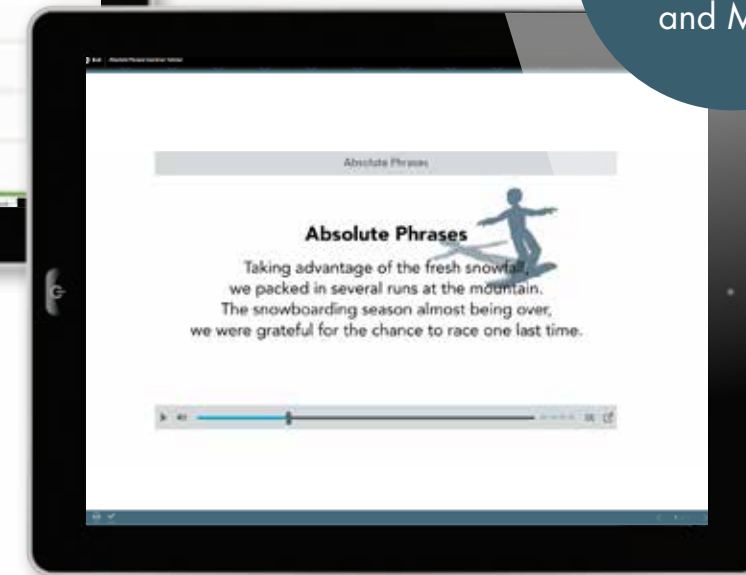 and M
Absolute Phrases
Absolute Phrases
Taking advantage of the fresh snowfall,
we packed in several runs at the mountain.
The snowboarding season almost being over,
we were grateful for the chance to race one last time.